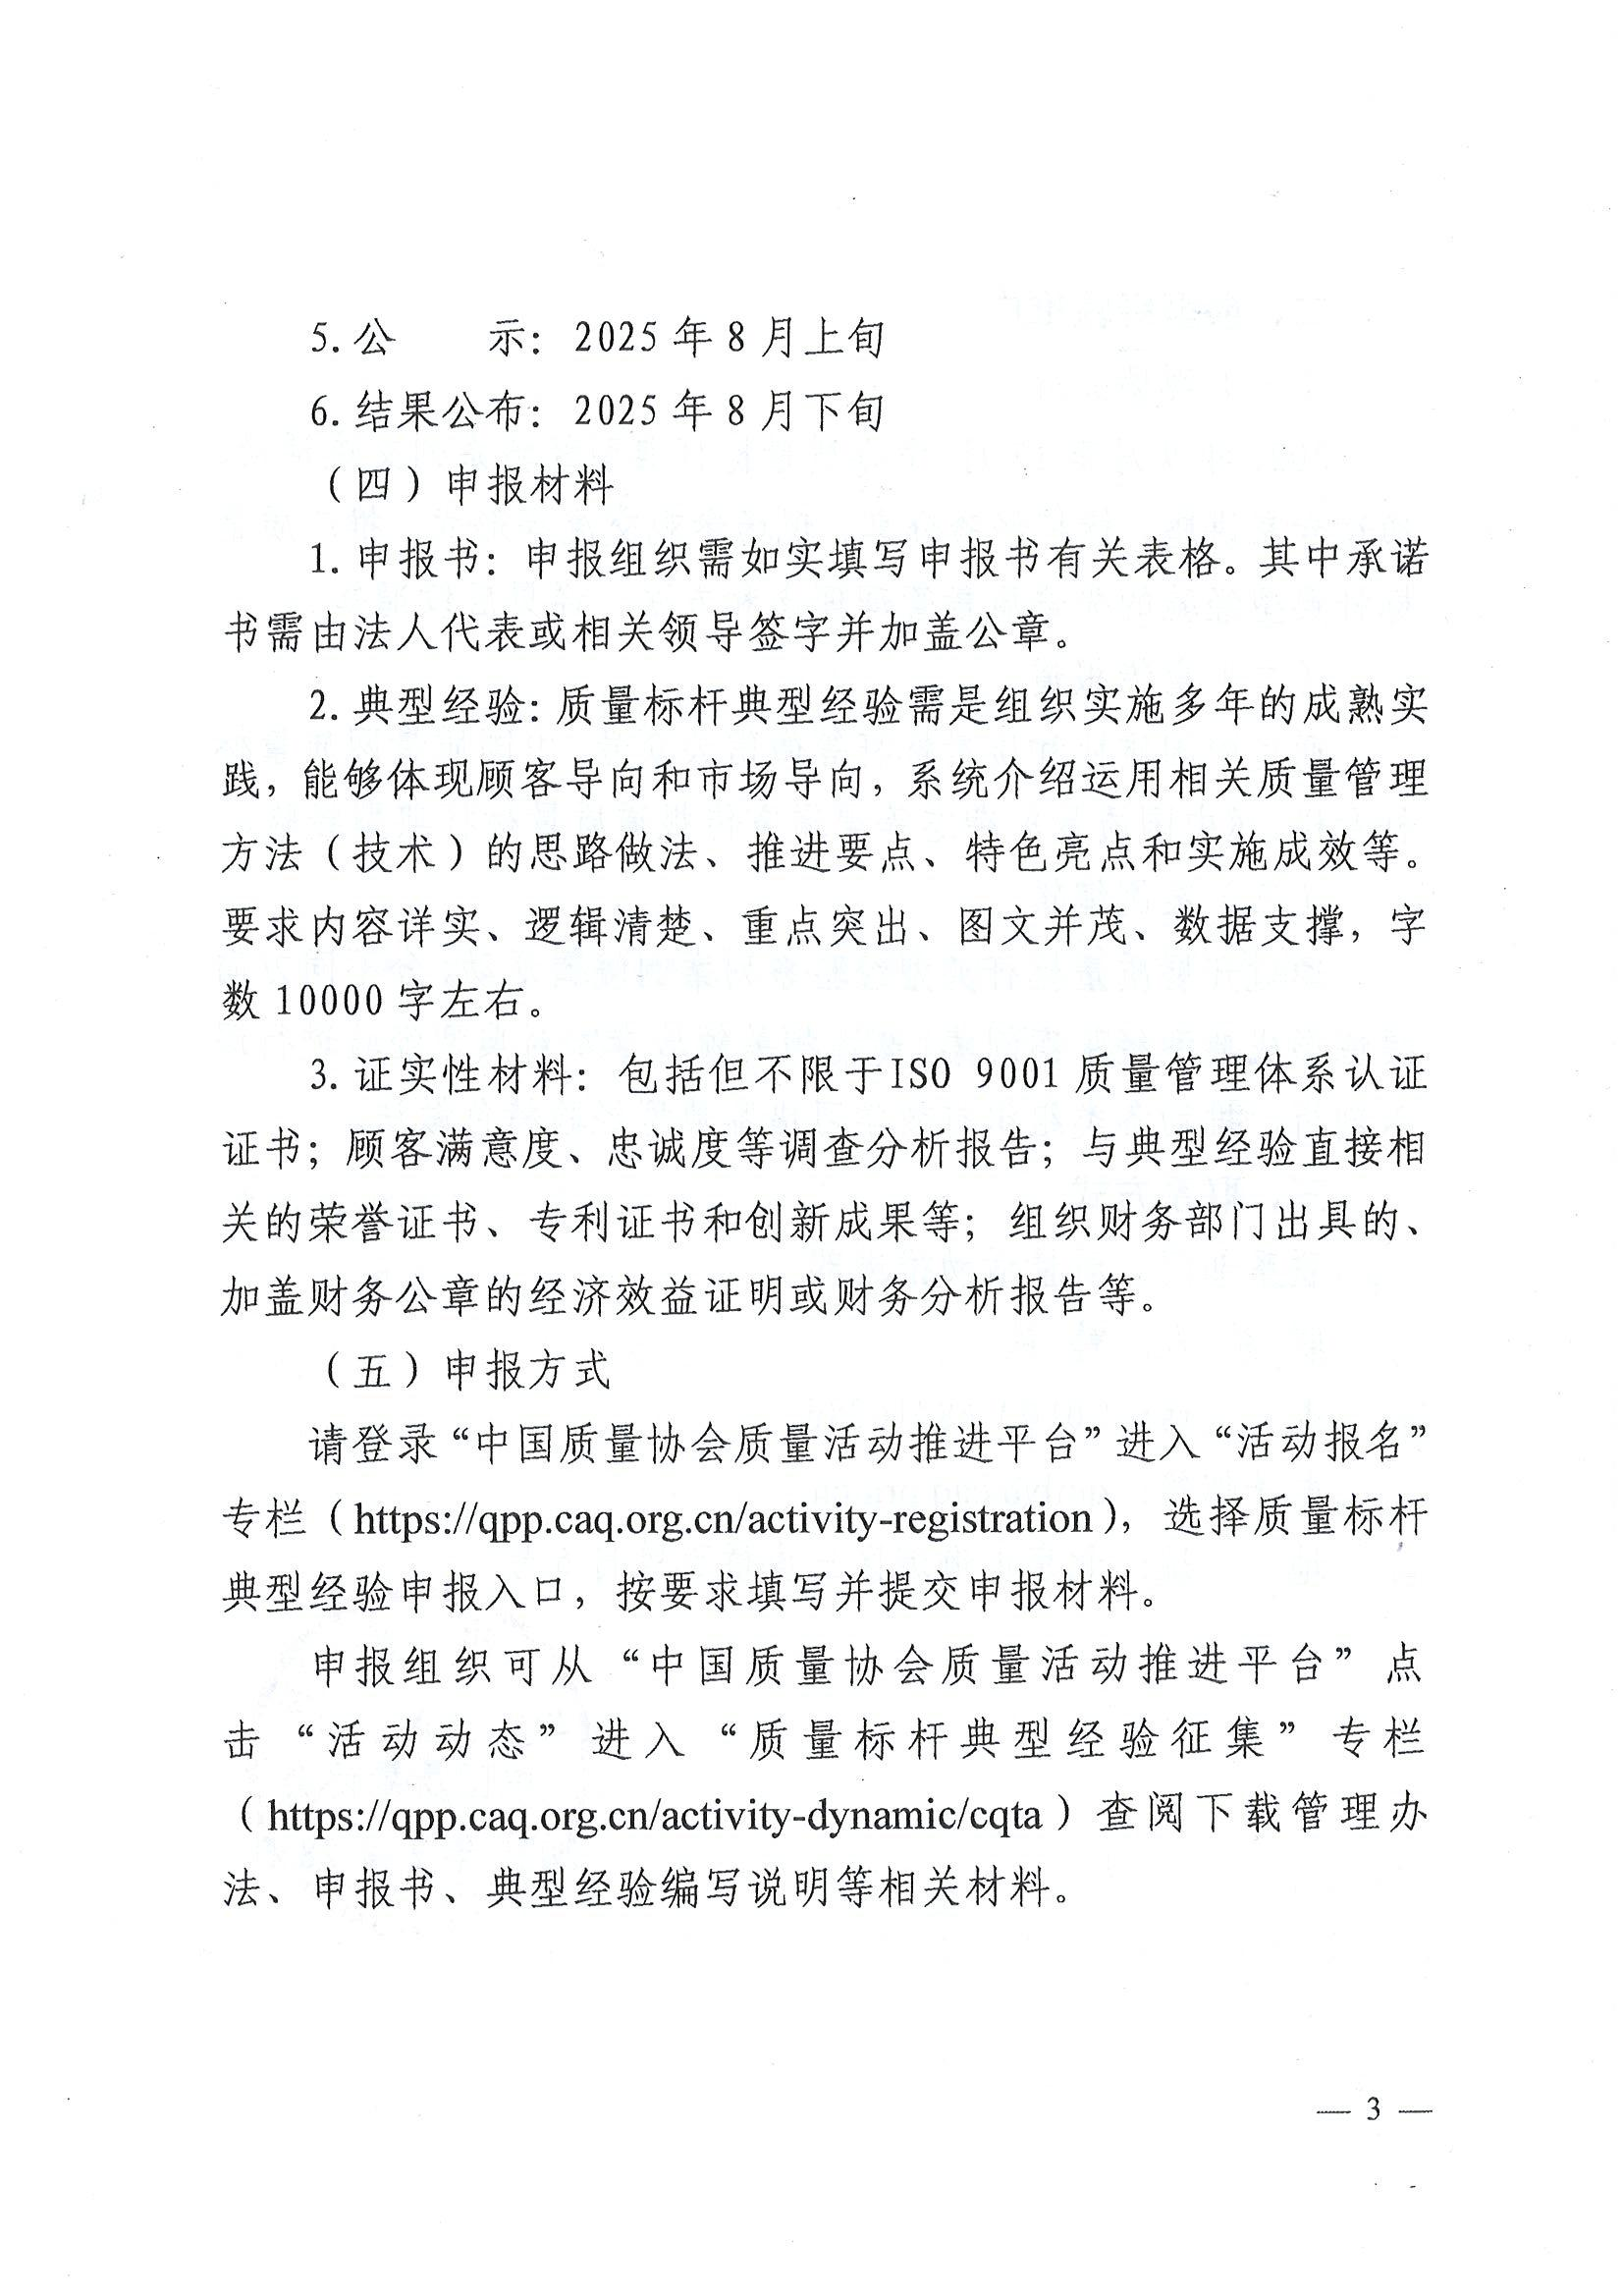 5. 公　　示：2025 年 8 月上旬
6. 结果公布：2025 年 8 月下旬
（四）申报材料
1. 申报书：申报组织需如实填写申报书有关表格。其中承诺
书需由法人代表或相关领导签字并加盖公章。
2. 典型经验：质量标杆典型经验需是组织实施多年的成熟实
践，能够体现顾客导向和市场导向，系统介绍运用相关质量管理
方法（技术）的思路做法、推进要点、特色亮点和实施成效等。
要求内容详实、逻辑清楚、重点突出、图文并茂、数据支撑，字
数 10000 字左右。
3. 证实性材料：包括但不限于ISO 9001 质量管理体系认证
证书；顾客满意度、忠诚度等调查分析报告；与典型经验直接相
关的荣誉证书、专利证书和创新成果等；组织财务部门出具的、
加盖财务公章的经济效益证明或财务分析报告等。
（五）申报方式
请登录“中国质量协会质量活动推进平台”进入“活动报名”
专栏（https://qpp.caq.org.cn/activity-registration），选择质量标杆
典型经验申报入口，按要求填写并提交申报材料。
申报组织可从“中国质量协会质量活动推进平台”点
击“活动动态”进入“质量标杆典型经验征集”专栏
（https://qpp.caq.org.cn/activity-dynamic/cqta）查阅下载管理办
法、申报书、典型经验编写说明等相关材料。
— 3 —